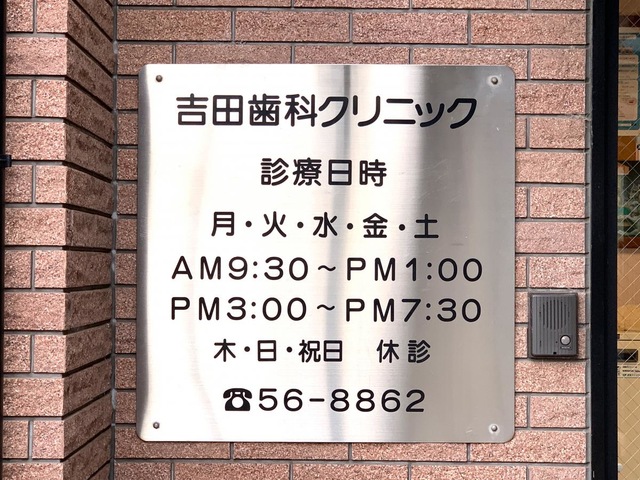 吉田歯科クリニック
診療日時
月・火・水・金・土
AM9:30～PM1:00
PM3:00～PM7:30
木・日・祝日　休診
☎56-8862